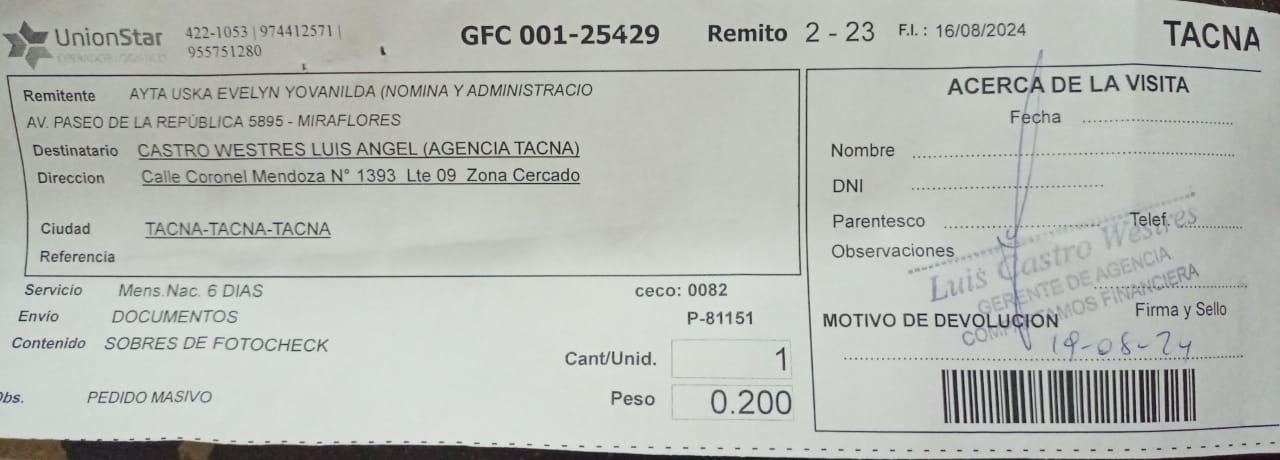 UnionStar
OPERADOR LOGISTICO
422-1053 | 974412571 |
955751280
GFC 001-25429
Remito 2 - 23
F.I. : 16/08/2024
TACNA
Remitente AYTA USKA EVELYN YOVANILDA (NOMINA Y ADMINISTRACIO
AV. PASEO DE LA REPÚBLICA 5895 - MIRAFLORES
Destinatario CASTRO WESTRES LUIS ANGEL (AGENCIA TACNA)
Direccion Calle Coronel Mendoza N° 1393 Lte 09 Zona Cercado
Ciudad TACNA-TACNA-TACNA
Referencia
Servicio Mens.Nac. 6 DIAS
ceco: 0082
Envío DOCUMENTOS
P-81151
Contenido SOBRES DE FOTOCHECK
Cant/Unid. 1
Obs. PEDIDO MASIVO
Peso 0.200
ACERCA DE LA VISITA
Fecha
Nombre
DNI
Parentesco Telef.
Observaciones
Luis Castro Westres
GERENTE DE AGENCIA
COMPARTAMOS FINANCIERA
Firma y Sello
MOTIVO DE DEVOLUCION
19-08-24